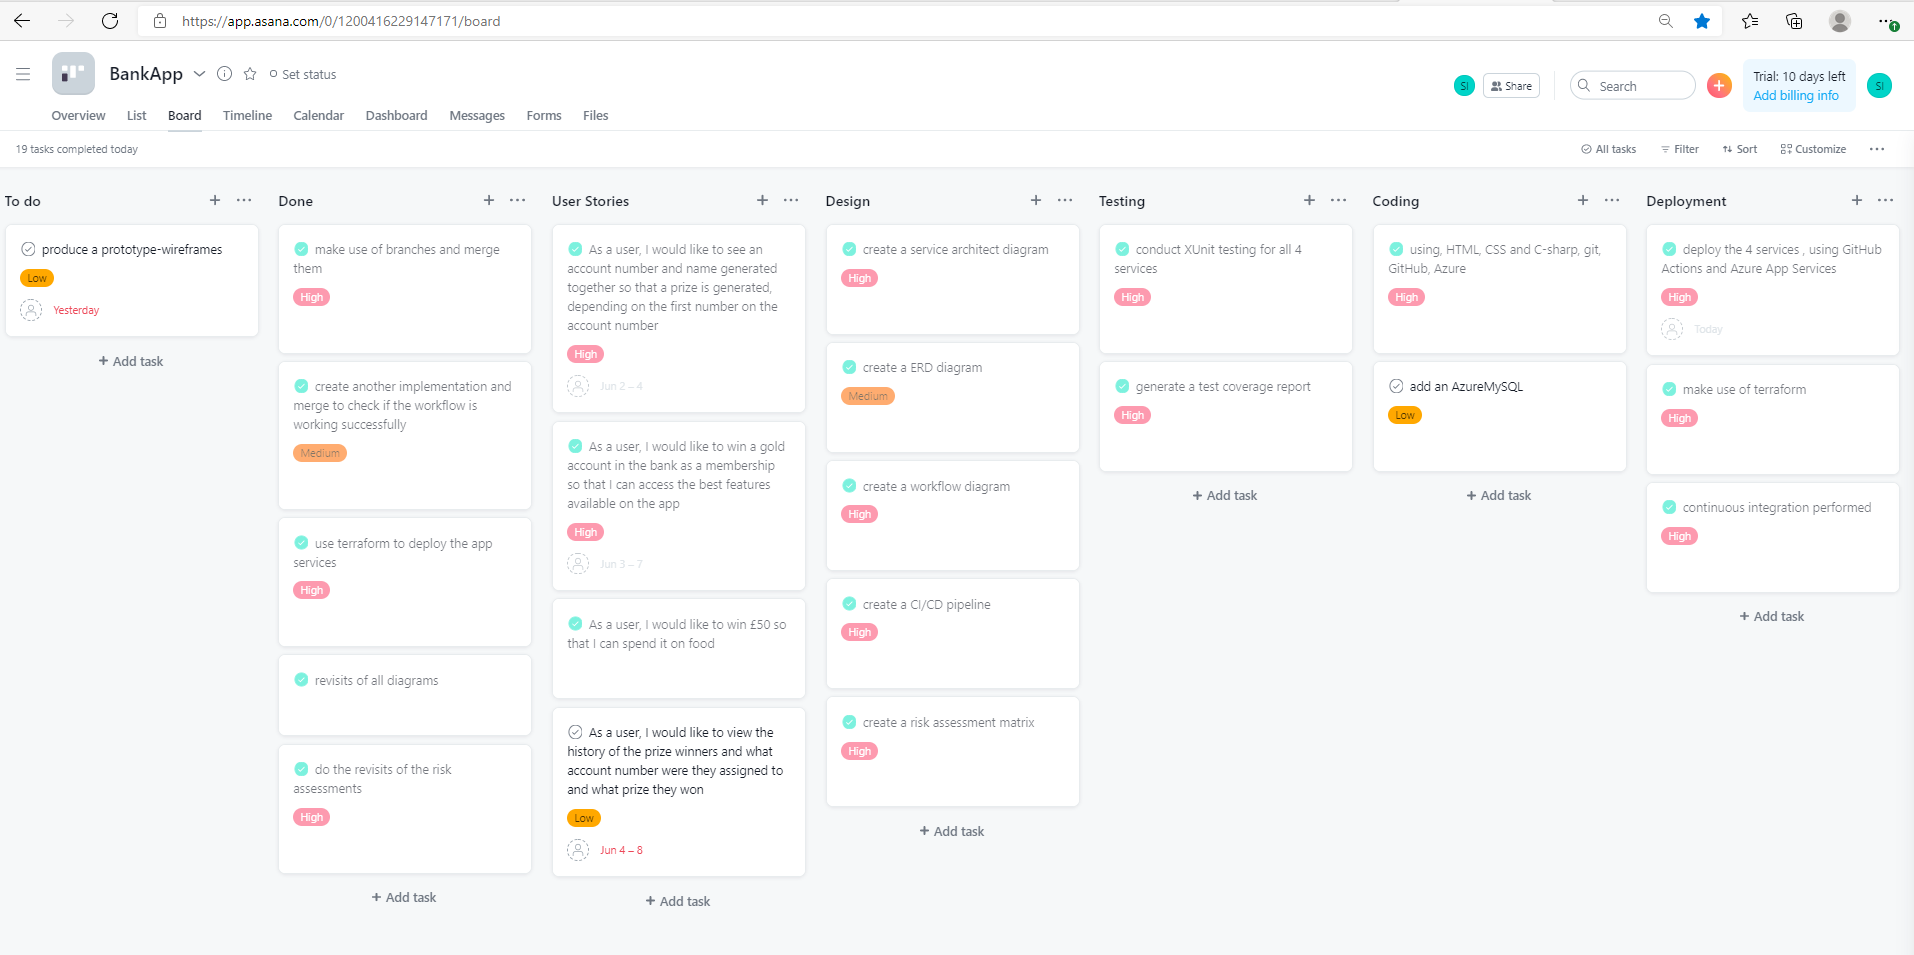 https://app.asana.com/0/1200416229147171/board
BankApp
Set status
SI
Share
Search
Trial: 10 days left
Add billing info
SI
Overview
List
Board
Timeline
Calendar
Dashboard
Messages
Forms
Files
19 tasks completed today
All tasks
Filter
Sort
Customize
To do
produce a prototype-wireframes
Low
Yesterday
+ Add task
Done
make use of branches and merge
them
High
create another implementation and
merge to check if the workflow is
working successfully
Medium
use terraform to deploy the app
services
High
revisits of all diagrams
do the revisits of the risk
assessments
High
+ Add task
User Stories
As a user, I would like to see an
account number and name generated
together so that a prize is generated,
depending on the first number on the
account number
High
Jun 2 – 4
As a user, I would like to win a gold
account in the bank as a membership
so that I can access the best features
available on the app
High
Jun 3 – 7
As a user, I would like to win £50 so
that I can spend it on food
As a user, I would like to view the
history of the prize winners and what
account number were they assigned to
and what prize they won
Low
Jun 4 – 8
+ Add task
Design
create a service architect diagram
High
create a ERD diagram
Medium
create a workflow diagram
High
create a CI/CD pipeline
High
create a risk assessment matrix
High
+ Add task
Testing
conduct XUnit testing for all 4
services
High
generate a test coverage report
High
+ Add task
Coding
using, HTML, CSS and C-sharp, git,
GitHub, Azure
High
add an AzureMySQL
Low
+ Add task
Deployment
deploy the 4 services , using GitHub
Actions and Azure App Services
High
Today
make use of terraform
High
continuous integration performed
High
+ Add task